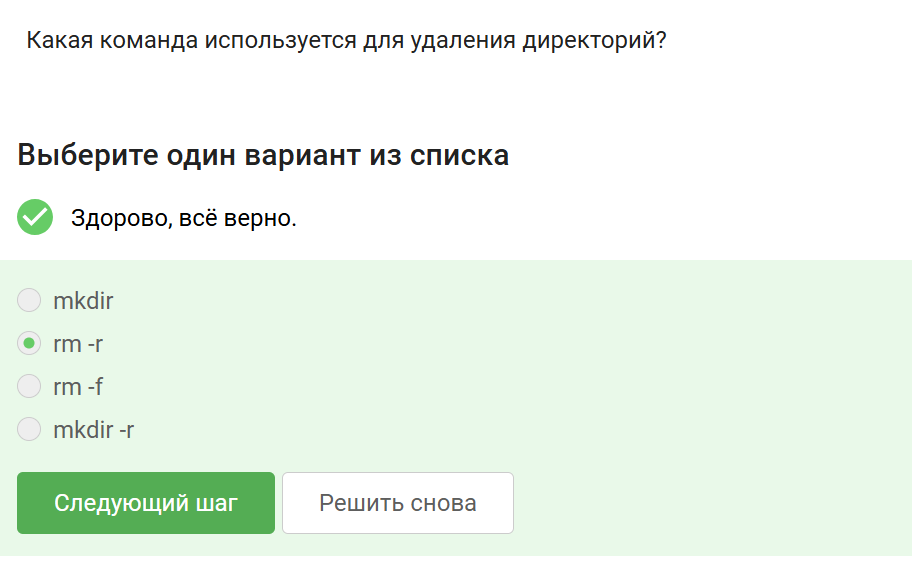 Какая команда используется для удаления директорий?
Выберите один вариант из списка
Здорово, всё верно.
mkdir
rm -r
rm -f
mkdir -r
Следующий шаг
Решить снова